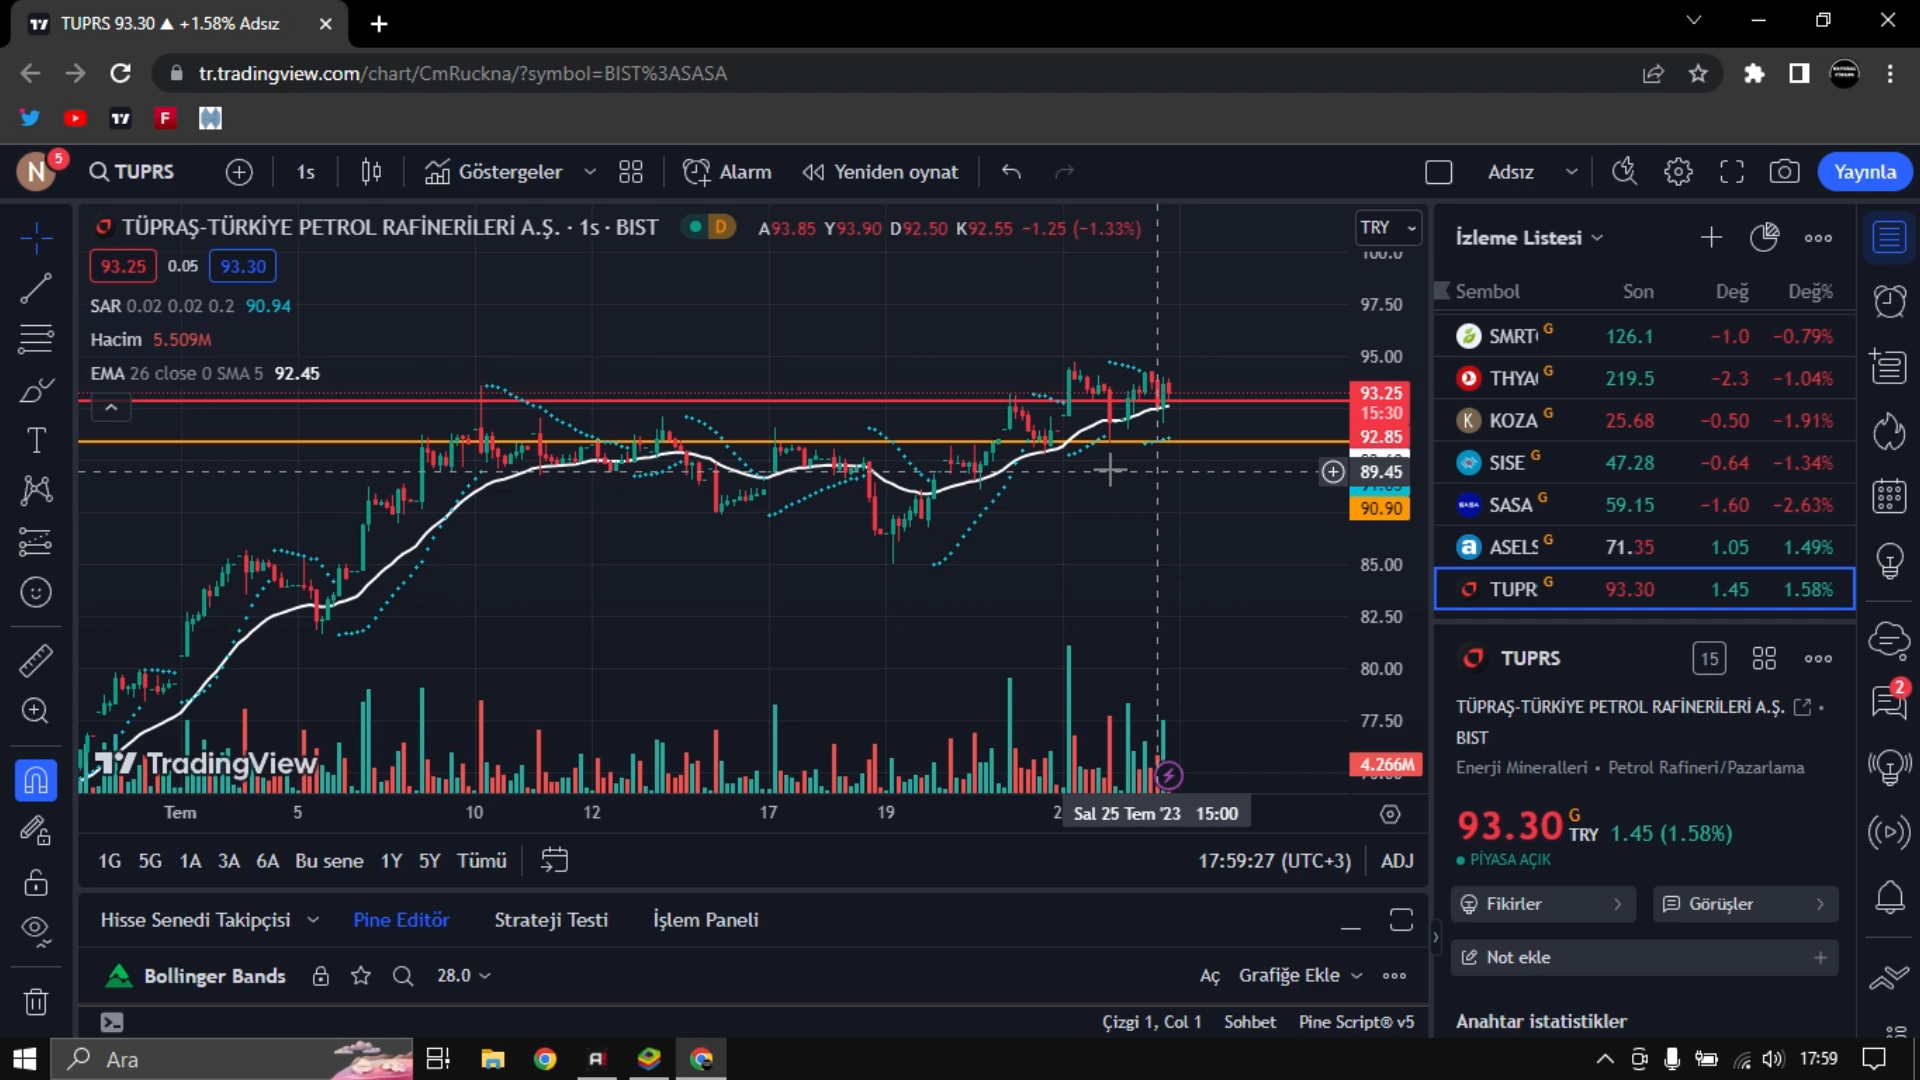 TUPRS 93.30 ▲ +1.58% Adsız
tr.tradingview.com/chart/CmRuckna/?symbol=BIST%3ASASA
N 5 TUPRS 1s Göstergeler Alarm Yeniden oynat Adsız Yayınla
TÜPRAŞ-TÜRKİYE PETROL RAFİNERİLERİ A.Ş. · 1s · BIST D A93.85 Y93.90 D92.50 K92.55 −1.25 (−1.33%) TRY
93.25 0.05 93.30
SAR 0.02 0.02 0.2 90.94
Hacim 5.509M
EMA 26 close 0 SMA 5 92.45
100.0
97.50
95.00
93.25
15:30
92.85
89.45
90.90
85.00
82.50
80.00
77.50
4.266M
TradingView
Tem 5 10 12 17 19 2 Sal 25 Tem '23 15:00
1G 5G 1A 3A 6A Bu sene 1Y 5Y Tümü 17:59:27 (UTC+3) ADJ
Hisse Senedi Takipçisi Pine Editör Strateji Testi İşlem Paneli
Bollinger Bands 28.0 Aç Grafiğe Ekle
Çizgi 1, Col 1 Sohbet Pine Script® v5
İzleme Listesi
Sembol Son Değ Değ%
SMRT G 126.1 −1.0 −0.79%
THYA G 219.5 −2.3 −1.04%
K KOZA G 25.68 −0.50 −1.91%
SISE G 47.28 −0.64 −1.34%
SASA SASA G 59.15 −1.60 −2.63%
a ASELS G 71.35 1.05 1.49%
TUPR G 93.30 1.45 1.58%
TUPRS 15
TÜPRAŞ-TÜRKİYE PETROL RAFİNERİLERİ A.Ş. •
BIST
Enerji Mineralleri • Petrol Rafineri/Pazarlama
93.30 G TRY 1.45 (1.58%)
PİYASA AÇIK
Fikirler Görüşler
Not ekle
Anahtar istatistikler
2
Ara 17:59